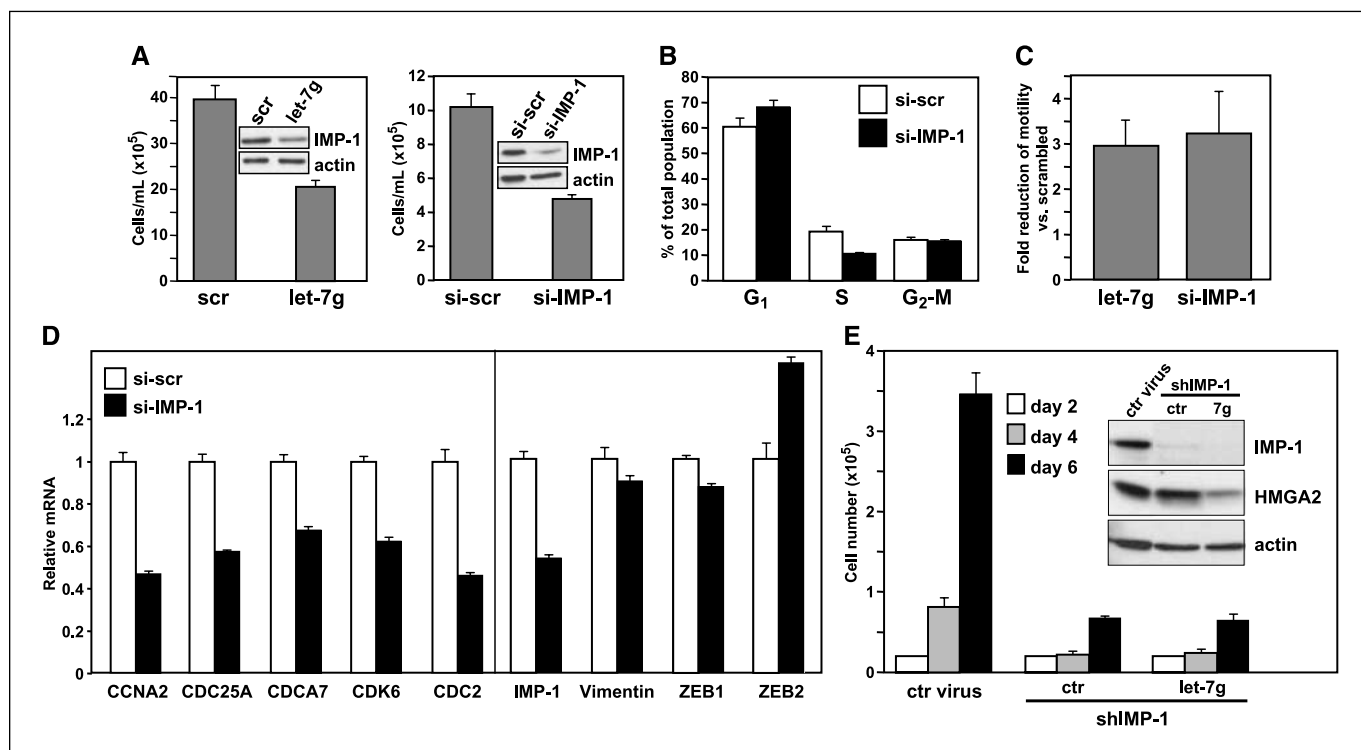 A
Cells/mL (x10⁵)
40
30
20
10
0
scr
let-7g
IMP-1
actin
scr
let-7g
Cells/mL (x10⁵)
12
10
8
6
4
2
0
si-scr
si-IMP-1
IMP-1
actin
si-scr
si-IMP-1
B
% of total population
80
70
60
50
40
30
20
10
0
si-scr
si-IMP-1
G₁
S
G₂-M
C
Fold reduction of motility
vs. scrambled
4
3
2
1
0
let-7g
si-IMP-1
D
Relative mRNA
si-scr
si-IMP-1
1.2
1
0.8
0.6
0.4
0.2
0
CCNA2
CDC25A
CDCA7
CDK6
CDC2
IMP-1
Vimentin
ZEB1
ZEB2
E
Cell number (x10⁵)
4
3
2
1
0
day 2
day 4
day 6
ctr virus
shIMP-1
ctr
7g
IMP-1
HMGA2
actin
ctr virus
ctr
let-7g
shIMP-1